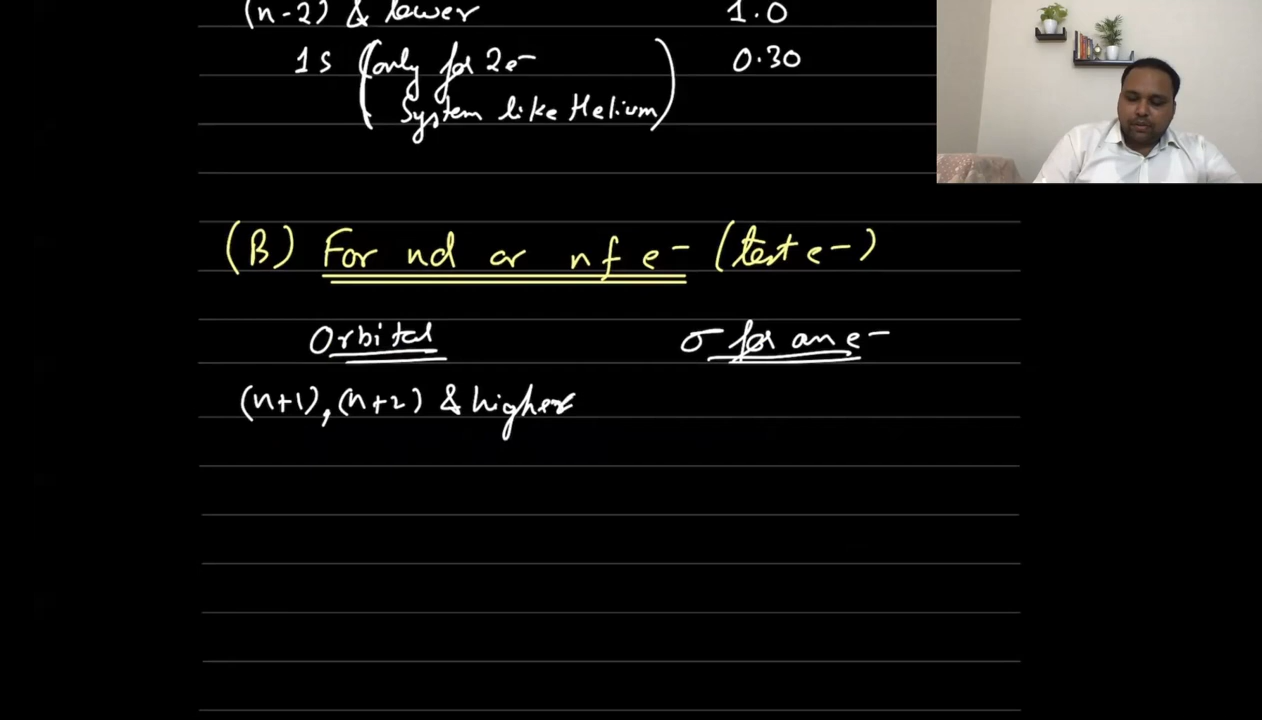 (n-2) & lower 1.0
1s (only for 2e- 0.30
System like Helium)
(B) For nd or nf e- (test e-)
Orbital σ for an e-
(n+1), (n+2) & higher